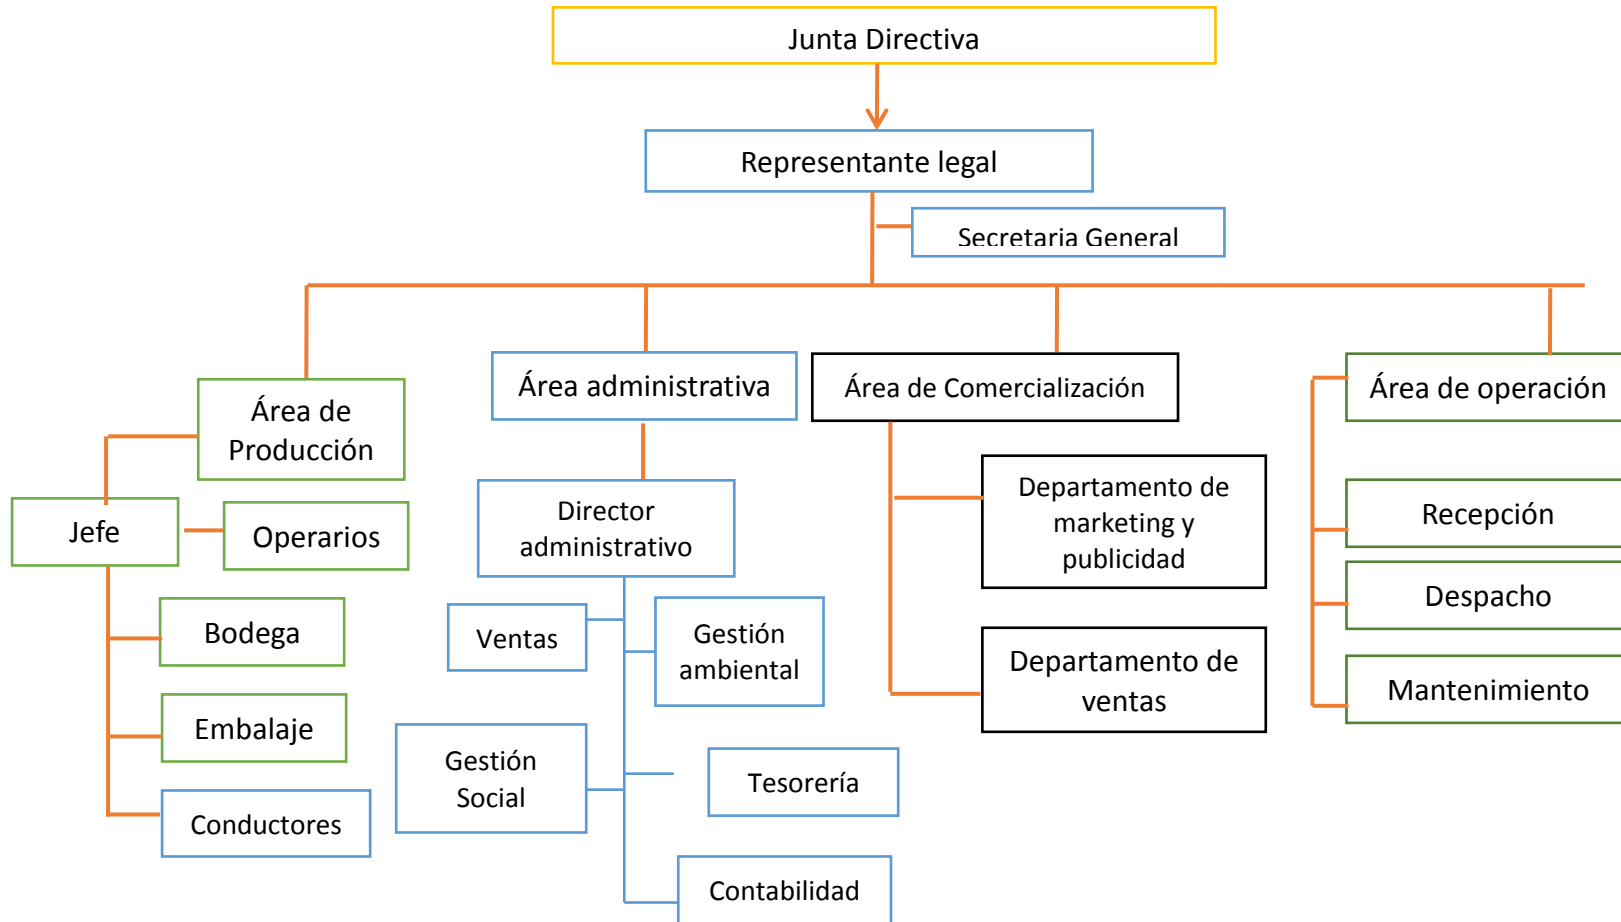 Junta Directiva
Representante legal
Secretaria General
Área de
Producción
Área administrativa
Área de Comercialización
Área de operación
Jefe
Operarios
Bodega
Embalaje
Conductores
Director
administrativo
Ventas
Gestión
ambiental
Gestión
Social
Tesorería
Contabilidad
Departamento de
marketing y
publicidad
Departamento de
ventas
Recepción
Despacho
Mantenimiento